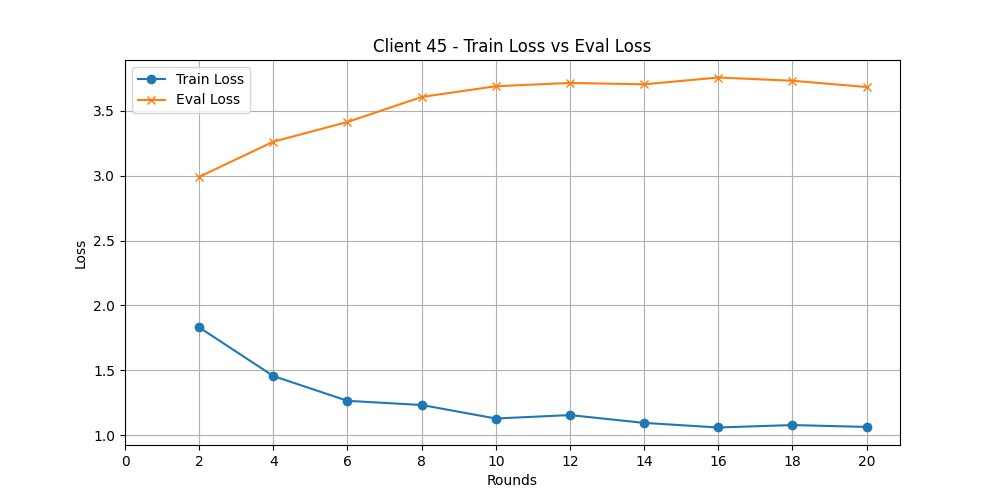 Client 45 - Train Loss vs Eval Loss
Train Loss
Eval Loss
3.5
3.0
2.5
2.0
1.5
1.0
Loss
0 2 4 6 8 10 12 14 16 18 20
Rounds